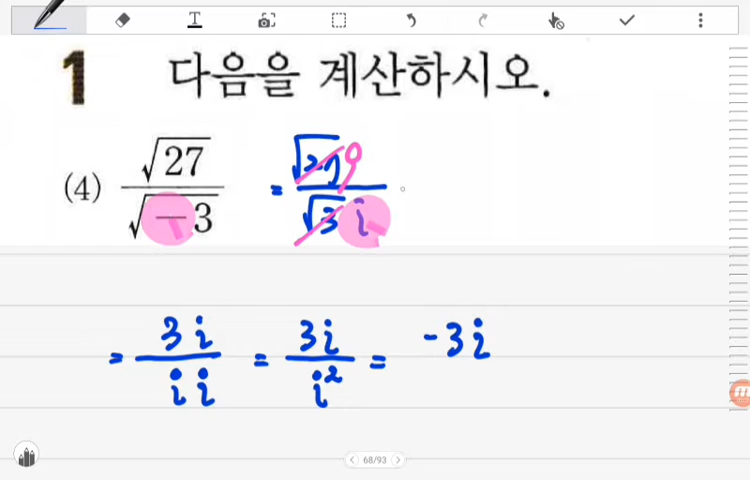 1 다음을 계산하시오.
(4) √27/√-3 = √27 9/√3 i
= 3i/i i = 3i/i² = -3i
68/93